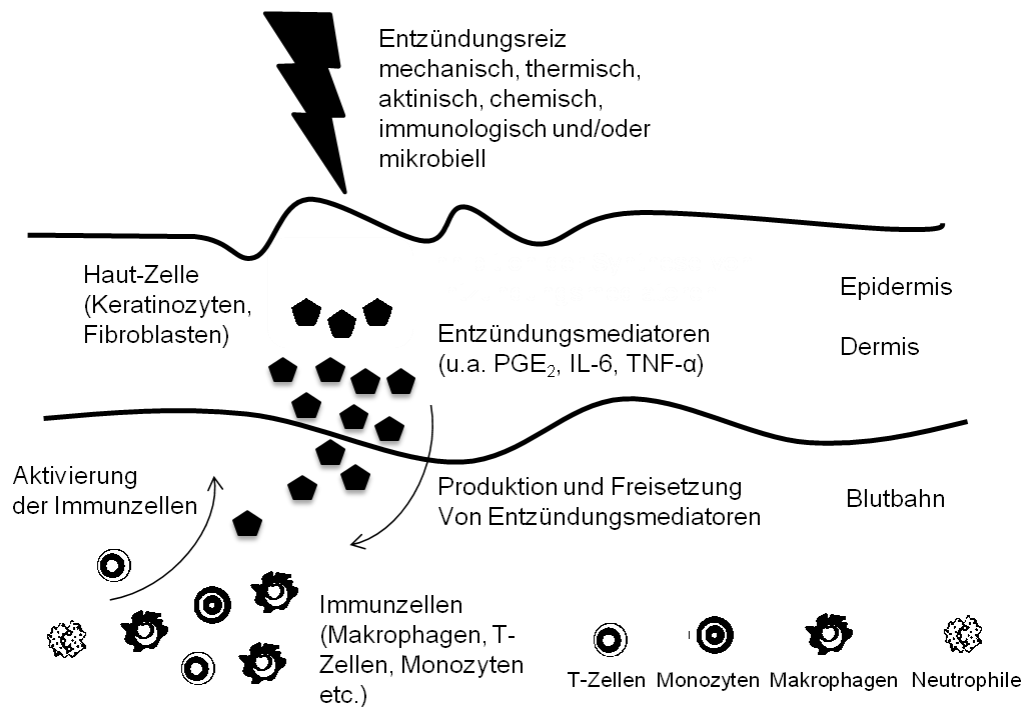 Entzündungsreiz
mechanisch, thermisch,
aktinisch, chemisch,
immunologisch und/oder
mikrobiell
Haut-Zelle
(Keratinozyten,
Fibroblasten)
Entzündungsmediatoren
(u.a. PGE₂, IL-6, TNF-α)
Epidermis
Dermis
Aktivierung
der Immunzellen
Produktion und Freisetzung
Von Entzündungsmediatoren
Blutbahn
Immunzellen
(Makrophagen, T-
Zellen, Monozyten
etc.)
T-Zellen
Monozyten
Makrophagen
Neutrophile